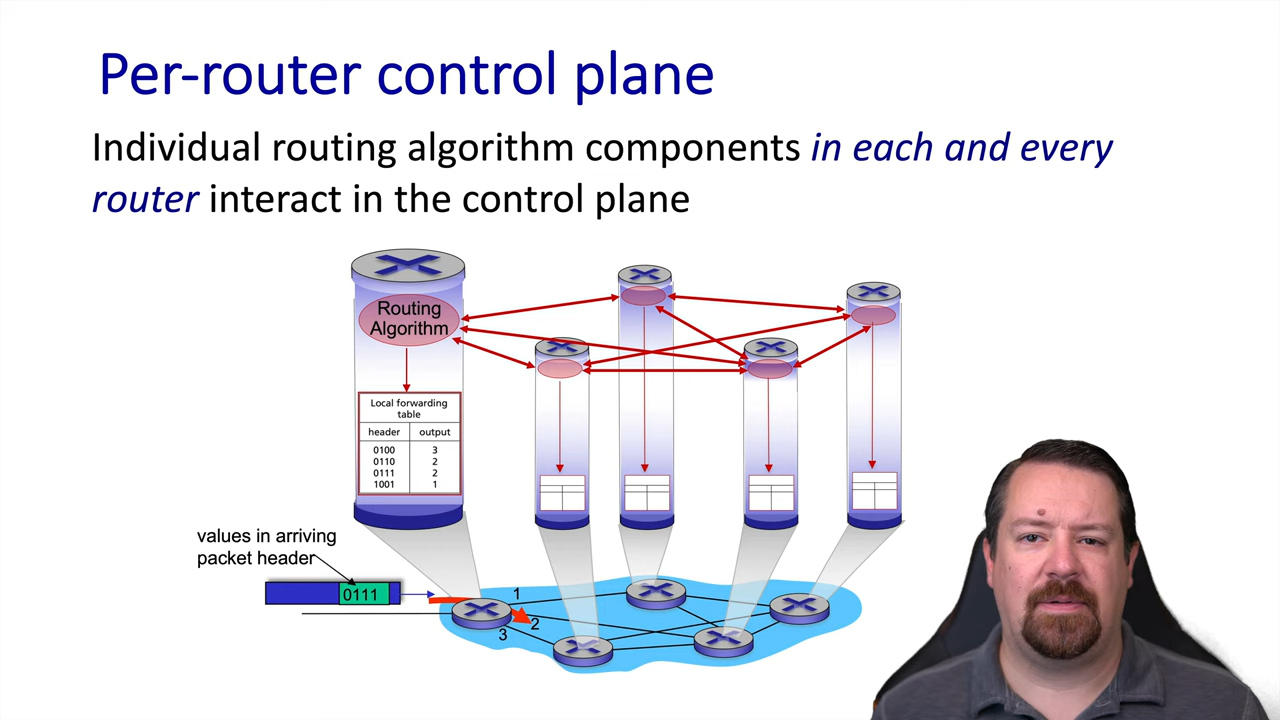 Per-router control plane
Individual routing algorithm components in each and every
router interact in the control plane
Routing
Algorithm
Local forwarding
table
header output
0100 3
0110 2
0111 2
1001 1
values in arriving
packet header
0111
1
2
3